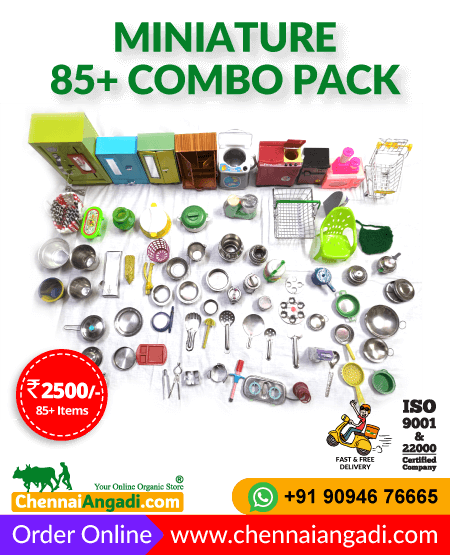 MINIATURE
85+ COMBO PACK
₹2500/-
85+ Items
FAST & FREE
DELIVERY
ISO
9001
&
22000
Certified
Company
Your Online Organic Store
®
ChennaiAngadi.com
+91 90946 76665
Order Online
www.chennaiangadi.com